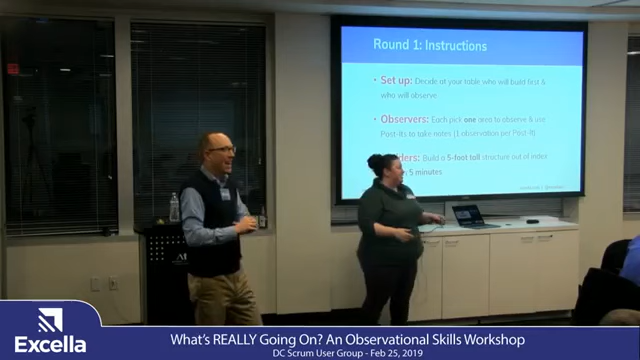 Round 1: Instructions
• Set up: Decide at your table who will build first &
who will observe
• Observers: Each pick one area to observe & use
Post-its to take notes (1 observation per Post-it)
Build a 5-foot tall structure out of index
5 minutes
Excella
What's REALLY Going On? An Observational Skills Workshop
DC Scrum User Group - Feb 25, 2019